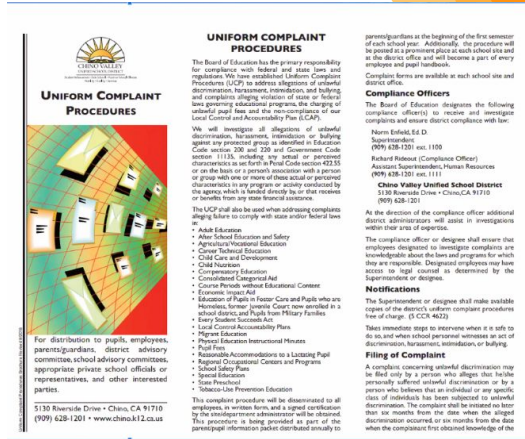 CHINO VALLEY
UNIFIED SCHOOL DISTRICT
UNIFORM COMPLAINT
PROCEDURES
For distribution to pupils, employees,
parents/guardians, district advisory
committee, school advisory committees,
appropriate private school officials or
representatives, and other interested
parties.
5130 Riverside Drive • Chino, CA 91710
(909) 628-1201 • www.chino.k12.ca.us
UNIFORM COMPLAINT
PROCEDURES
The Board of Education has the primary responsibility
for compliance with federal and state laws and
regulations. We have established Uniform Complaint
Procedures (UCP) to address allegations of unlawful
discrimination, harassment, intimidation, and bullying,
and complaints alleging violation of state or federal
laws governing educational programs, the charging of
unlawful pupil fees and the non-compliance of our
Local Control and Accountability Plan (LCAP).
We will investigate all allegations of unlawful
discrimination, harassment, intimidation or bullying
against any protected group as identified in Education
Code section 200 and 220 and Government Code
section 11135, including any actual or perceived
characteristics as set forth in Penal Code section 422.55
or on the basis or a person's association with a person
or group with one or more of these actual or perceived
characteristics in any program or activity conducted by
the agency, which is funded directly by, or that receives
or benefits from any state financial assistance.
The UCP shall also be used when addressing complaints
alleging failure to comply with state and/or federal laws
in:
• Adult Education
• After School Education and Safety
• Agricultural Vocational Education
• Career Technical Education
• Child Care and Development
• Child Nutrition
• Compensatory Education
• Consolidated Categorical Aid
• Course Periods without Educational Content
• Economic Impact Aid
• Education of Pupils in Foster Care and Pupils who are
Homeless, former Juvenile Court now enrolled in a
school district, and Pupils from Military Families
• Every Student Succeeds Act
• Local Control Accountability Plans
• Migrant Education
• Physical Education Instructional Minutes
• Pupil Fees
• Reasonable Accommodations to a Lactating Pupil
• Regional Occupational Centers and Programs
• School Safety Plans
• Special Education
• State Preschool
• Tobacco-Use Prevention Education
This complaint procedure will be disseminated to all
employees, in written form, and a signed certification
by the site/department administrator will be obtained.
This procedure is being provided as part of the
parent/pupil information packet distributed annually to
parents/guardians at the beginning of the first semester
of each school year. Additionally, the procedure will
be posted at a prominent place at each school site and
at the district office and will become a part of every
employee and pupil handbook.
Complaint forms are available at each school site and
district office.
Compliance Officers
The Board of Education designates the following
compliance officer(s) to receive and investigate
complaints and ensure district compliance with law:
Norm Enfield, Ed. D.
Superintendent
(909) 628-1201 ext. 1100
Richard Rideout (Compliance Officer)
Assistant Superintendent, Human Resources
(909) 628-1201, ext. 1111
Chino Valley Unified School District
5130 Riverside Drive • Chino, CA 91710
(909) 628-1201
At the direction of the compliance officer additional
district administrators will assist in investigations
within their area of expertise.
The compliance officer or designee shall ensure that
employees designated to investigate complaints are
knowledgeable about the laws and programs for which
they are responsible. Designated employees may have
access to legal counsel as determined by the
Superintendent or designee.
Notifications
The Superintendent or designee shall make available
copies of the district's uniform complaint procedures
free of charge. (5 CCR 4622)
Takes immediate steps to intervene when it is safe to
do so, and when school personnel witnesses an act of
discrimination, harassment, intimidation, or bullying.
Filing of Complaint
A complaint concerning unlawful discrimination may
be filed only by a person who alleges that he/she
personally suffered unlawful discrimination or by a
person who believes that an individual or any specific
class of individuals has been subjected to unlawful
discrimination. The complaint shall be initiated no later
than six months from the date when the alleged
discrimination occurred, or six months from the date
when the complainant first obtained knowledge of the